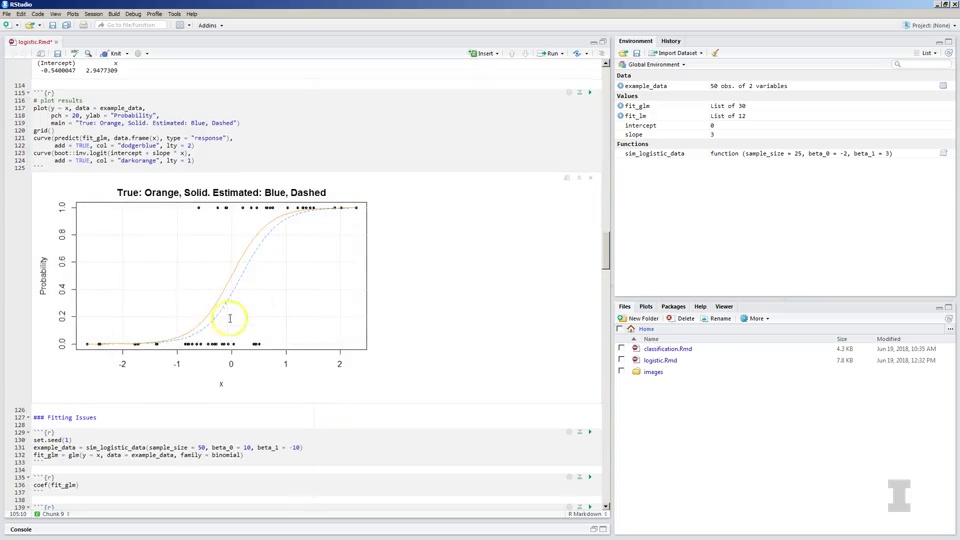 RStudio
File Edit Code View Plots Session Build Debug Profile Tools Help
Go to file/function
Addins
Project: (None)
logistic.Rmd*
Knit
Insert
Run
(Intercept) x
-0.5400047 2.9477309
114
115 ```{r}
116 # plot results
117 plot(y ~ x, data = example_data,
118 pch = 20, ylab = "Probability",
119 main = "True: Orange, Solid. Estimated: Blue, Dashed")
120 grid()
121 curve(predict(fit_glm, data.frame(x), type = "response"),
122 add = TRUE, col = "dodgerblue", lty = 2)
123 curve(boot::inv.logit(intercept + slope * x),
124 add = TRUE, col = "darkorange", lty = 1)
125 ```
True: Orange, Solid. Estimated: Blue, Dashed
Probability
1.0
0.8
0.6
0.4
0.2
0.0
-2 -1 0 1 2
x
126
127 ### Fitting Issues
128
129 ```{r}
130 set.seed(1)
131 example_data = sim_logistic_data(sample_size = 50, beta_0 = 10, beta_1 = -10)
132 fit_glm = glm(y ~ x, data = example_data, family = binomial)
133 ```
134
135 ```{r}
136 coef(fit_glm)
137 ```
138
139 ```{r}
105:10 Chunk 9 R Markdown
Console
Environment History
Import Dataset List
Global Environment
Data
example_data 50 obs. of 2 variables
Values
fit_glm List of 30
fit_lm List of 12
intercept 0
slope 3
Functions
sim_logistic_data function (sample_size = 25, beta_0 = -2, beta_1 = 3)
Files Plots Packages Help Viewer
New Folder Delete Rename More
Home
Name Size Modified
classification.Rmd 4.3 KB Jun 19, 2018, 10:35 AM
logistic.Rmd 7.8 KB Jun 19, 2018, 12:32 PM
images